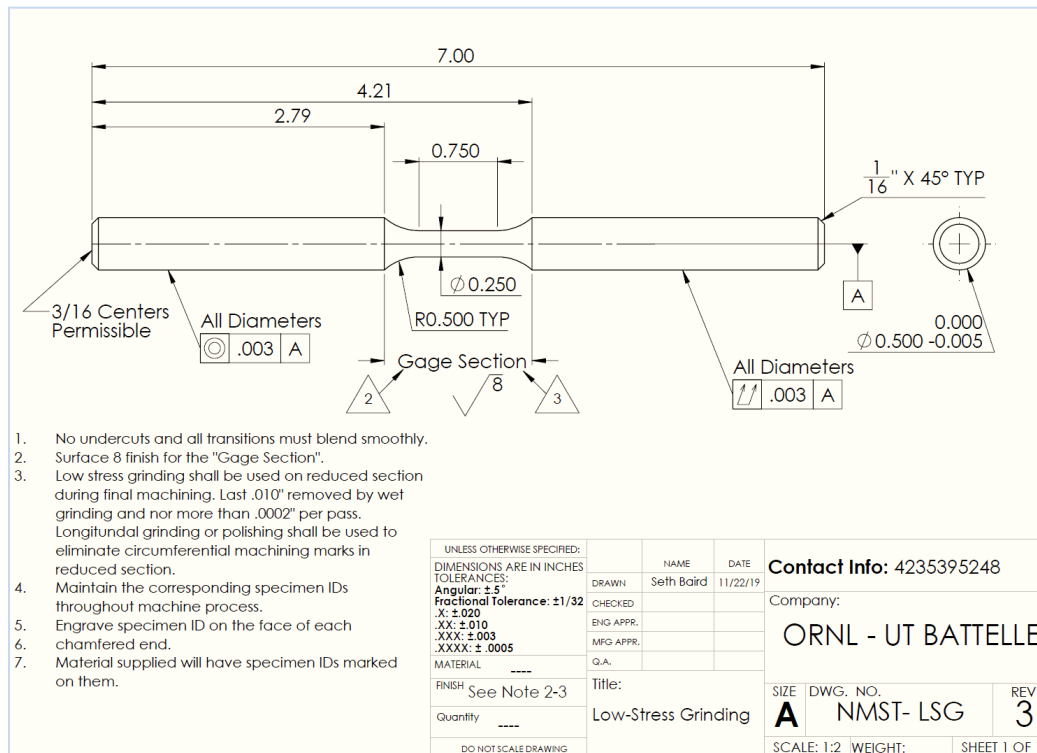 7.00
4.21
2.79
0.750
1/16" X 45° TYP
Ø 0.250
A
3/16 Centers
Permissible
All Diameters
.003 A
R0.500 TYP
0.000
Ø 0.500 -0.005
Gage Section
2
8
3
All Diameters
.003 A
1. No undercuts and all transitions must blend smoothly.
2. Surface 8 finish for the "Gage Section".
3. Low stress grinding shall be used on reduced section
during final machining. Last .010" removed by wet
grinding and nor more than .0002" per pass.
Longitundal grinding or polishing shall be used to
eliminate circumferential machining marks in
reduced section.
4. Maintain the corresponding specimen IDs
throughout machine process.
5. Engrave specimen ID on the face of each
6. chamfered end.
7. Material supplied will have specimen IDs marked
on them.
UNLESS OTHERWISE SPECIFIED:
DIMENSIONS ARE IN INCHES
TOLERANCES:
Angular: ±.5°
Fractional Tolerance: ±1/32
.X: ±.020
.XX: ±.010
.XXX: ±.003
.XXXX: ± .0005
MATERIAL ----
FINISH See Note 2-3
Quantity ----
DO NOT SCALE DRAWING
NAME DATE
DRAWN Seth Baird 11/22/19
CHECKED
ENG APPR.
MFG APPR.
Q.A.
Title:
Low-Stress Grinding
Contact Info: 4235395248
Company:
ORNL - UT BATTELLE
SIZE DWG. NO. REV
A NMST- LSG 3
SCALE: 1:2 WEIGHT: SHEET 1 OF